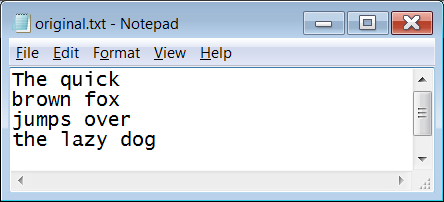 original.txt - Notepad
File Edit Format View Help
The quick
brown fox
jumps over
the lazy dog